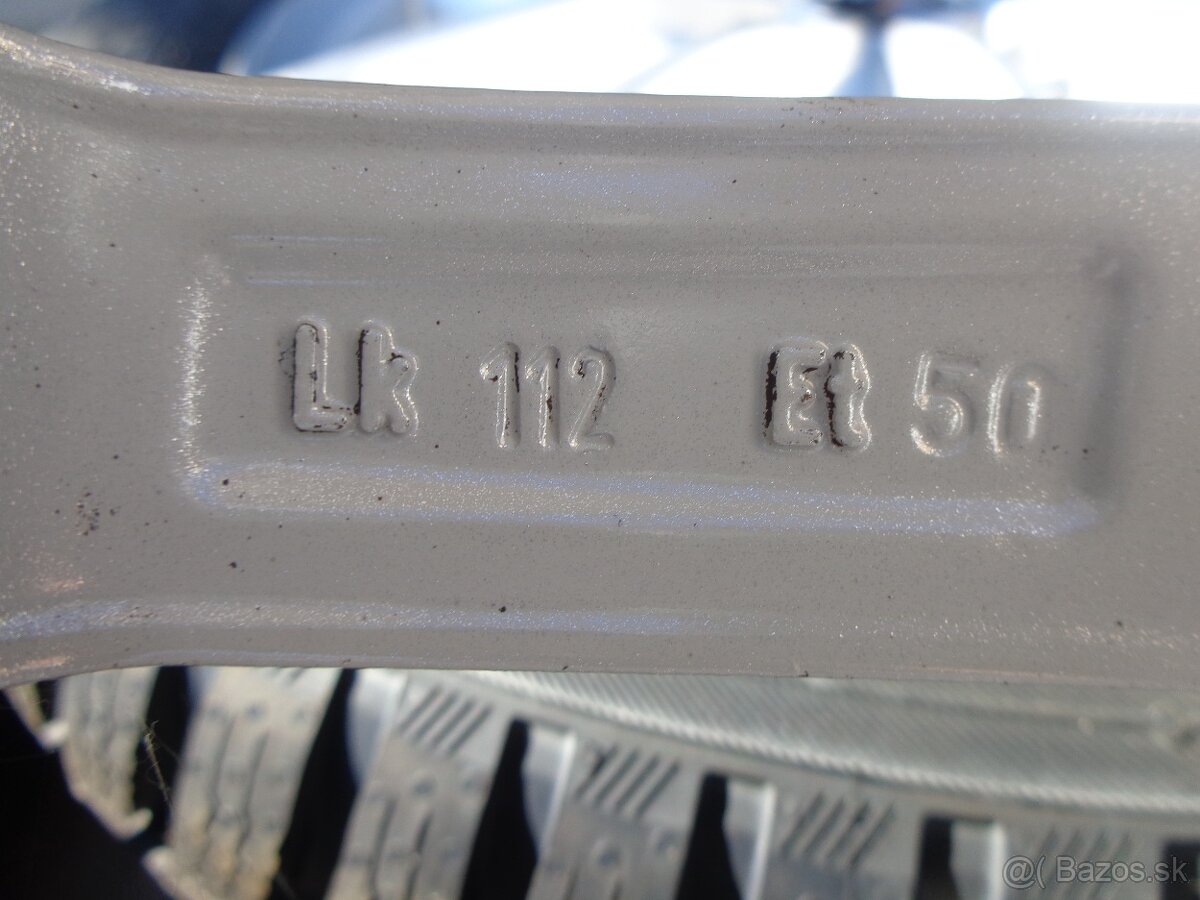 Lk 112 Et 50
@( Bazos.sk )